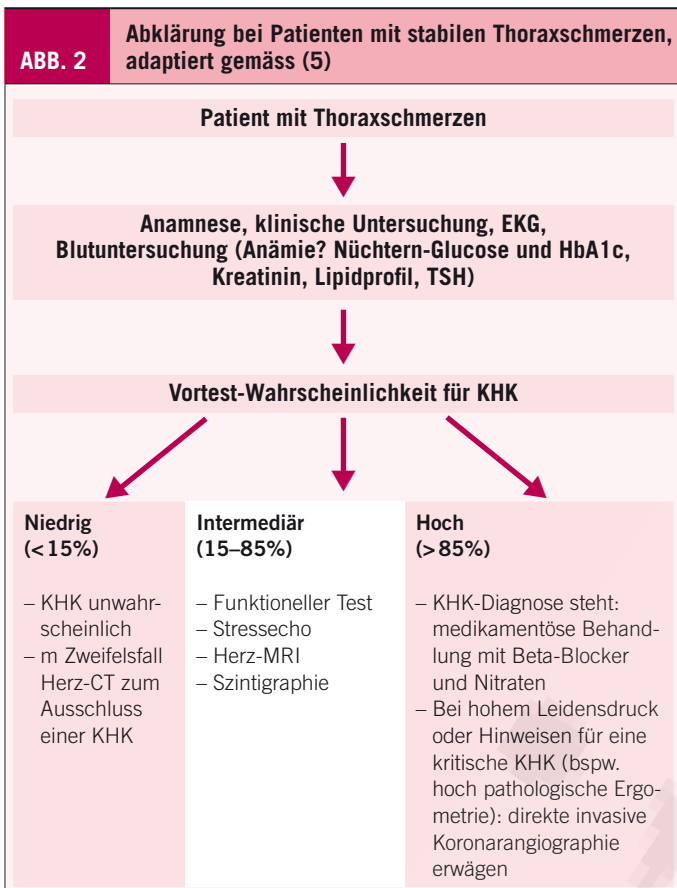 ABB. 2
Abklärung bei Patienten mit stabilen Thoraxschmerzen,
adaptiert gemäss (5)
Patient mit Thoraxschmerzen
Anamnese, klinische Untersuchung, EKG,
Blutuntersuchung (Anämie? Nüchtern-Glucose und HbA1c,
Kreatinin, Lipidprofil, TSH)
Vortest-Wahrscheinlichkeit für KHK
Niedrig
(<15%)
– KHK unwahr-
scheinlich
– m Zweifelsfall
Herz-CT zum
Ausschluss
einer KHK
Intermediär
(15–85%)
– Funktioneller Test
– Stressecho
– Herz-MRI
– Szintigraphie
Hoch
(>85%)
– KHK-Diagnose steht:
medikamentöse Behand-
lung mit Beta-Blocker
und Nitraten
– Bei hohem Leidensdruck
oder Hinweisen für eine
kritische KHK (bspw.
hoch pathologische Ergo-
metrie): direkte invasive
Koronarangiographie
erwägen